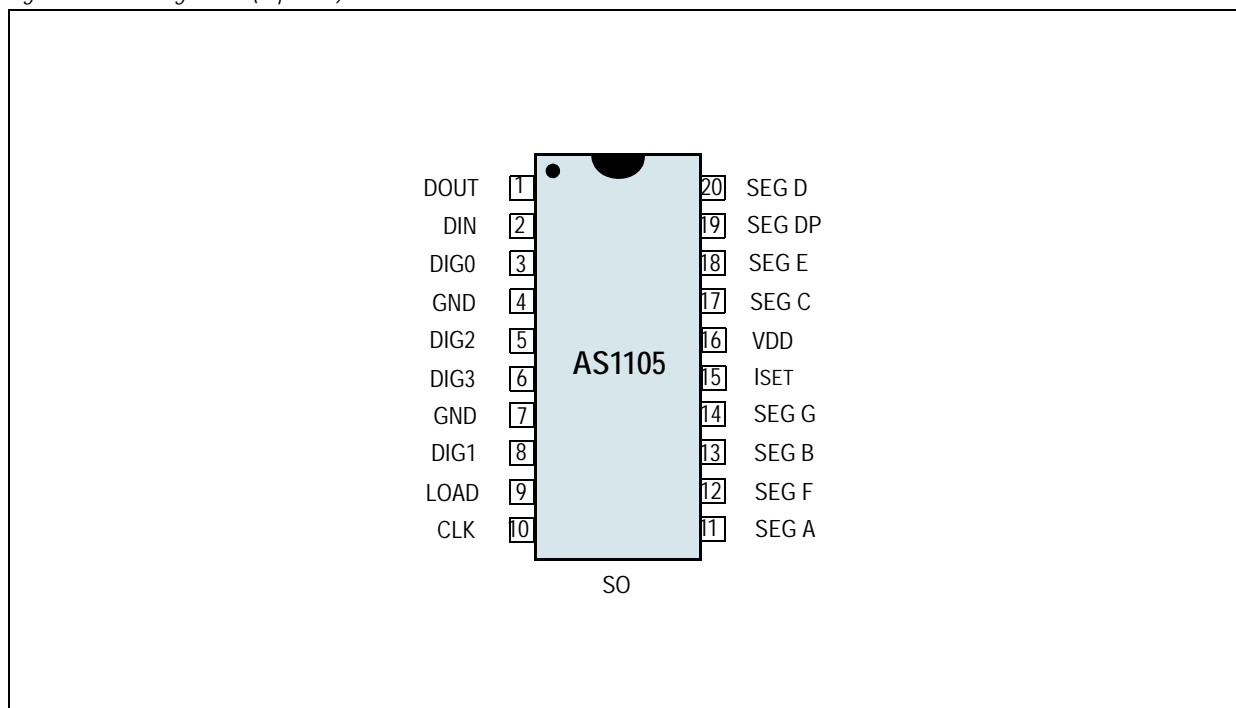 DOUT 1 20 SEG D
DIN 2 19 SEG DP
DIG0 3 18 SEG E
GND 4 17 SEG C
DIG2 5 16 VDD
AS1105
DIG3 6 15 ISET
GND 7 14 SEG G
DIG1 8 13 SEG B
LOAD 9 12 SEG F
CLK 10 11 SEG A
SO